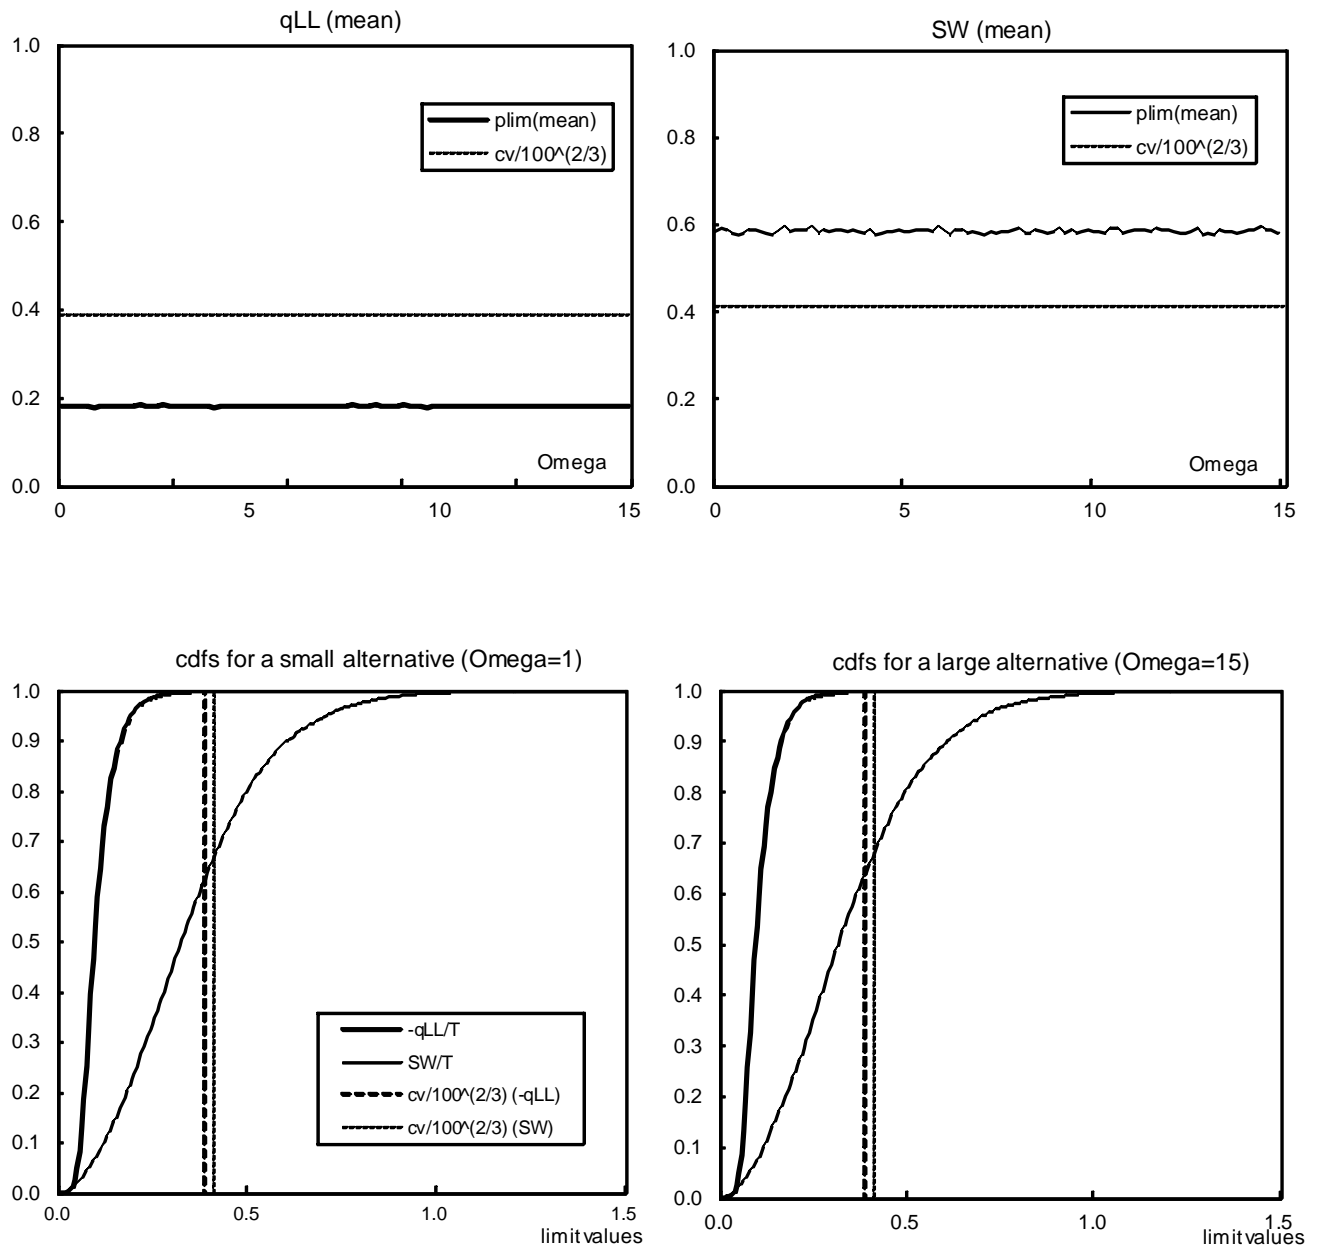 qLL (mean)
1.0
0.8
0.6
0.4
0.2
0.0
plim(mean)
cv/100^(2/3)
Omega
0 5 10 15
SW (mean)
1.0
0.8
0.6
0.4
0.2
0.0
plim(mean)
cv/100^(2/3)
Omega
0 5 10 15
cdfs for a small alternative (Omega=1)
1.0
0.9
0.8
0.7
0.6
0.5
0.4
0.3
0.2
0.1
0.0
-qLL/T
SW/T
cv/100^(2/3) (-qLL)
cv/100^(2/3) (SW)
0.0 0.5 1.0 1.5
limit values
cdfs for a large alternative (Omega=15)
1.0
0.9
0.8
0.7
0.6
0.5
0.4
0.3
0.2
0.1
0.0
0.0 0.5 1.0 1.5
limit values